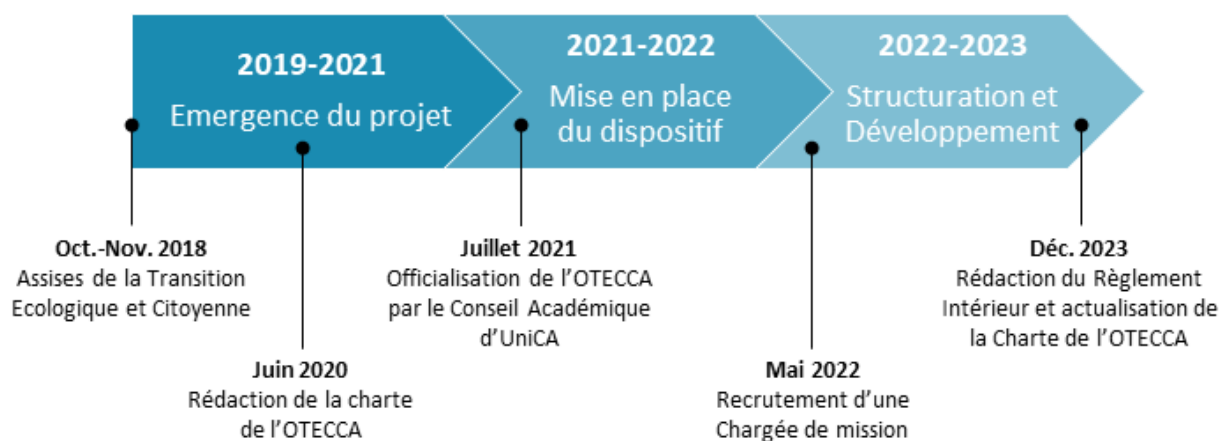 2019-2021
Emergence du projet
2021-2022
Mise en place
du dispositif
2022-2023
Structuration et
Développement
Oct.-Nov. 2018
Assises de la Transition
Ecologique et Citoyenne
Juin 2020
Rédaction de la charte
de l’OTECCA
Juillet 2021
Officialisation de l’OTECCA
par le Conseil Académique
d’UniCA
Mai 2022
Recrutement d’une
Chargée de mission
Déc. 2023
Rédaction du Règlement
Intérieur et actualisation de
la Charte de l’OTECCA